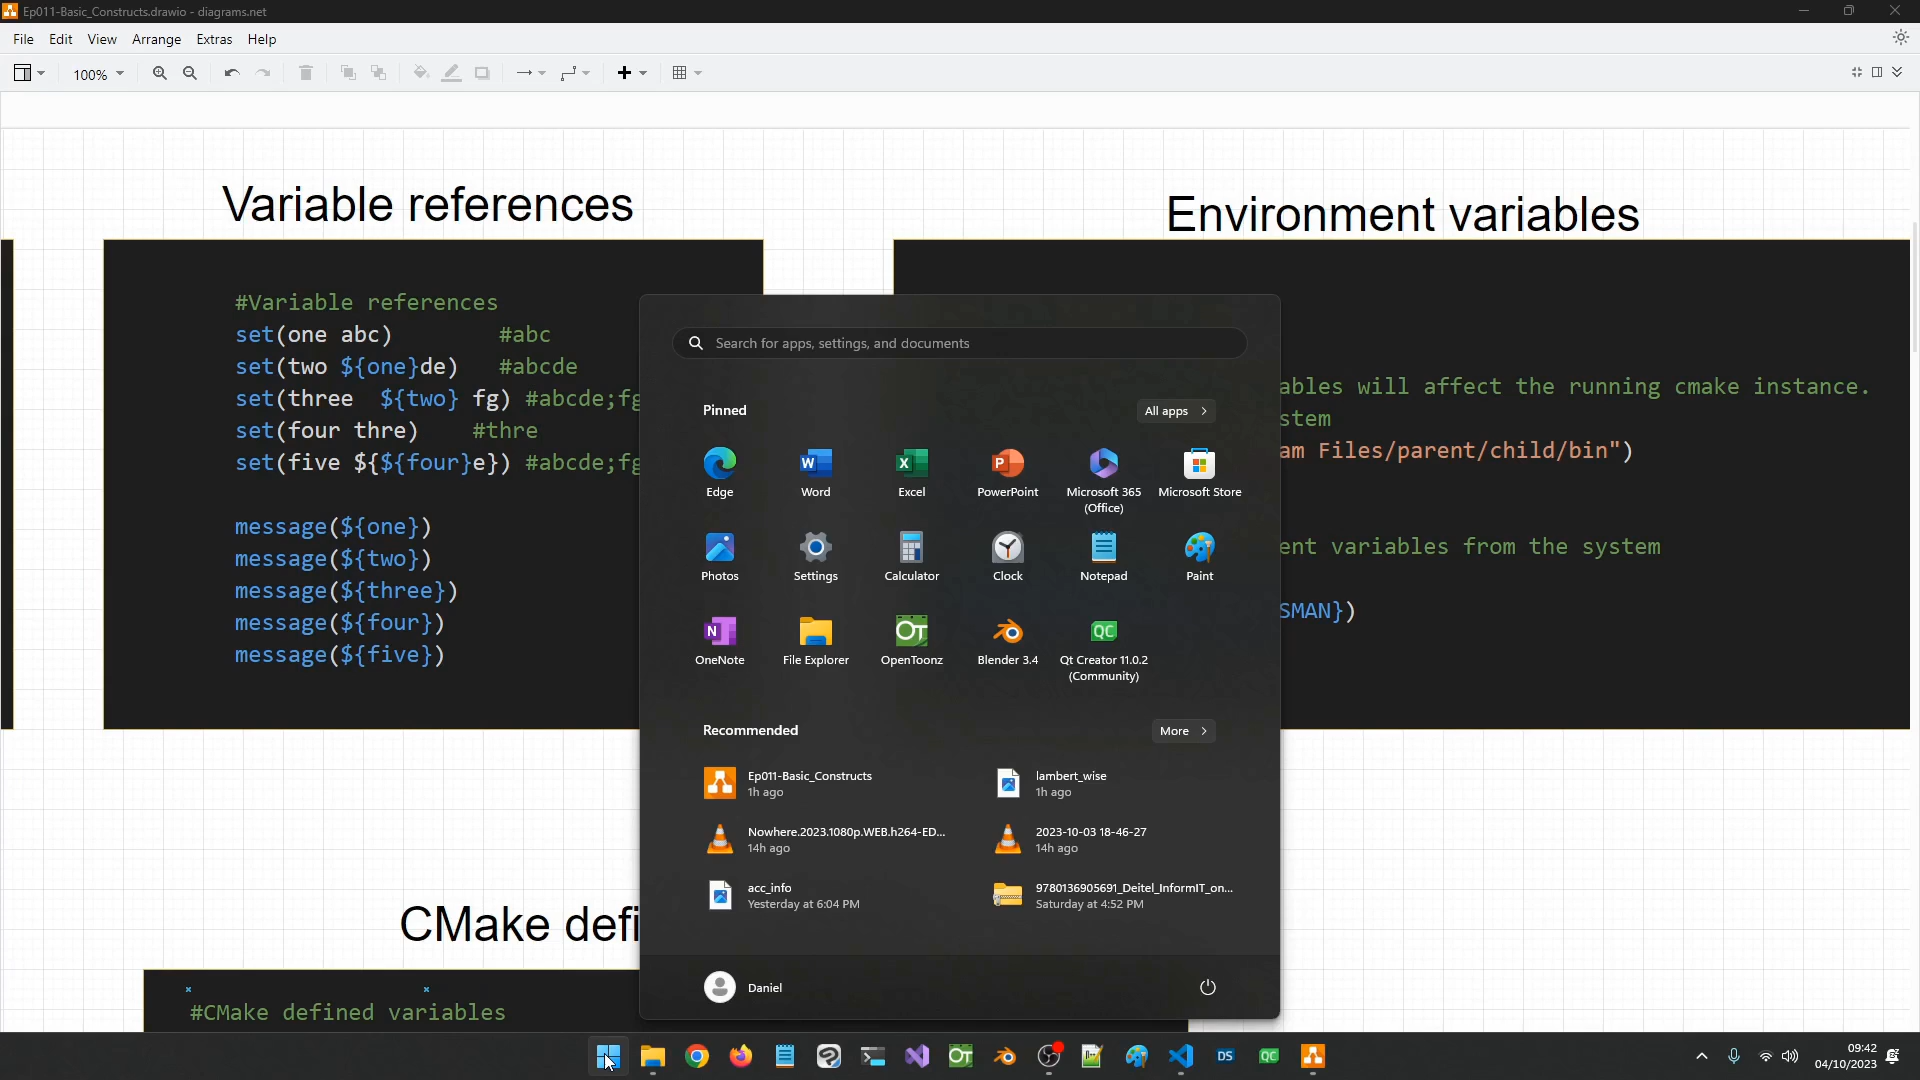 Ep011-Basic_Constructs.drawio - diagrams.net
File Edit View Arrange Extras Help
100%
Variable references
#Variable references
set(one abc) #abc
set(two ${one}de) #abcde
set(three ${two} fg) #abcde;fg
set(four thre) #thre
set(five ${${four}e}) #abcde;fg
message(${one})
message(${two})
message(${three})
message(${four})
message(${five})
Environment variables
ables will affect the running cmake instance.
stem
am Files/parent/child/bin")
ent variables from the system
SMAN})
CMake defi
#CMake defined variables
Search for apps, settings, and documents
Pinned
All apps
Edge
Word
Excel
PowerPoint
Microsoft 365
(Office)
Microsoft Store
Photos
Settings
Calculator
Clock
Notepad
Paint
OneNote
File Explorer
OpenToonz
Blender 3.4
Qt Creator 11.0.2
(Community)
Recommended
More
Ep011-Basic_Constructs
1h ago
lambert_wise
1h ago
Nowhere.2023.1080p.WEB.h264-ED...
14h ago
2023-10-03 18-46-27
14h ago
acc_info
Yesterday at 6:04 PM
9780136905691_Deitel_InformIT_on...
Saturday at 4:52 PM
Daniel
09:42
04/10/2023